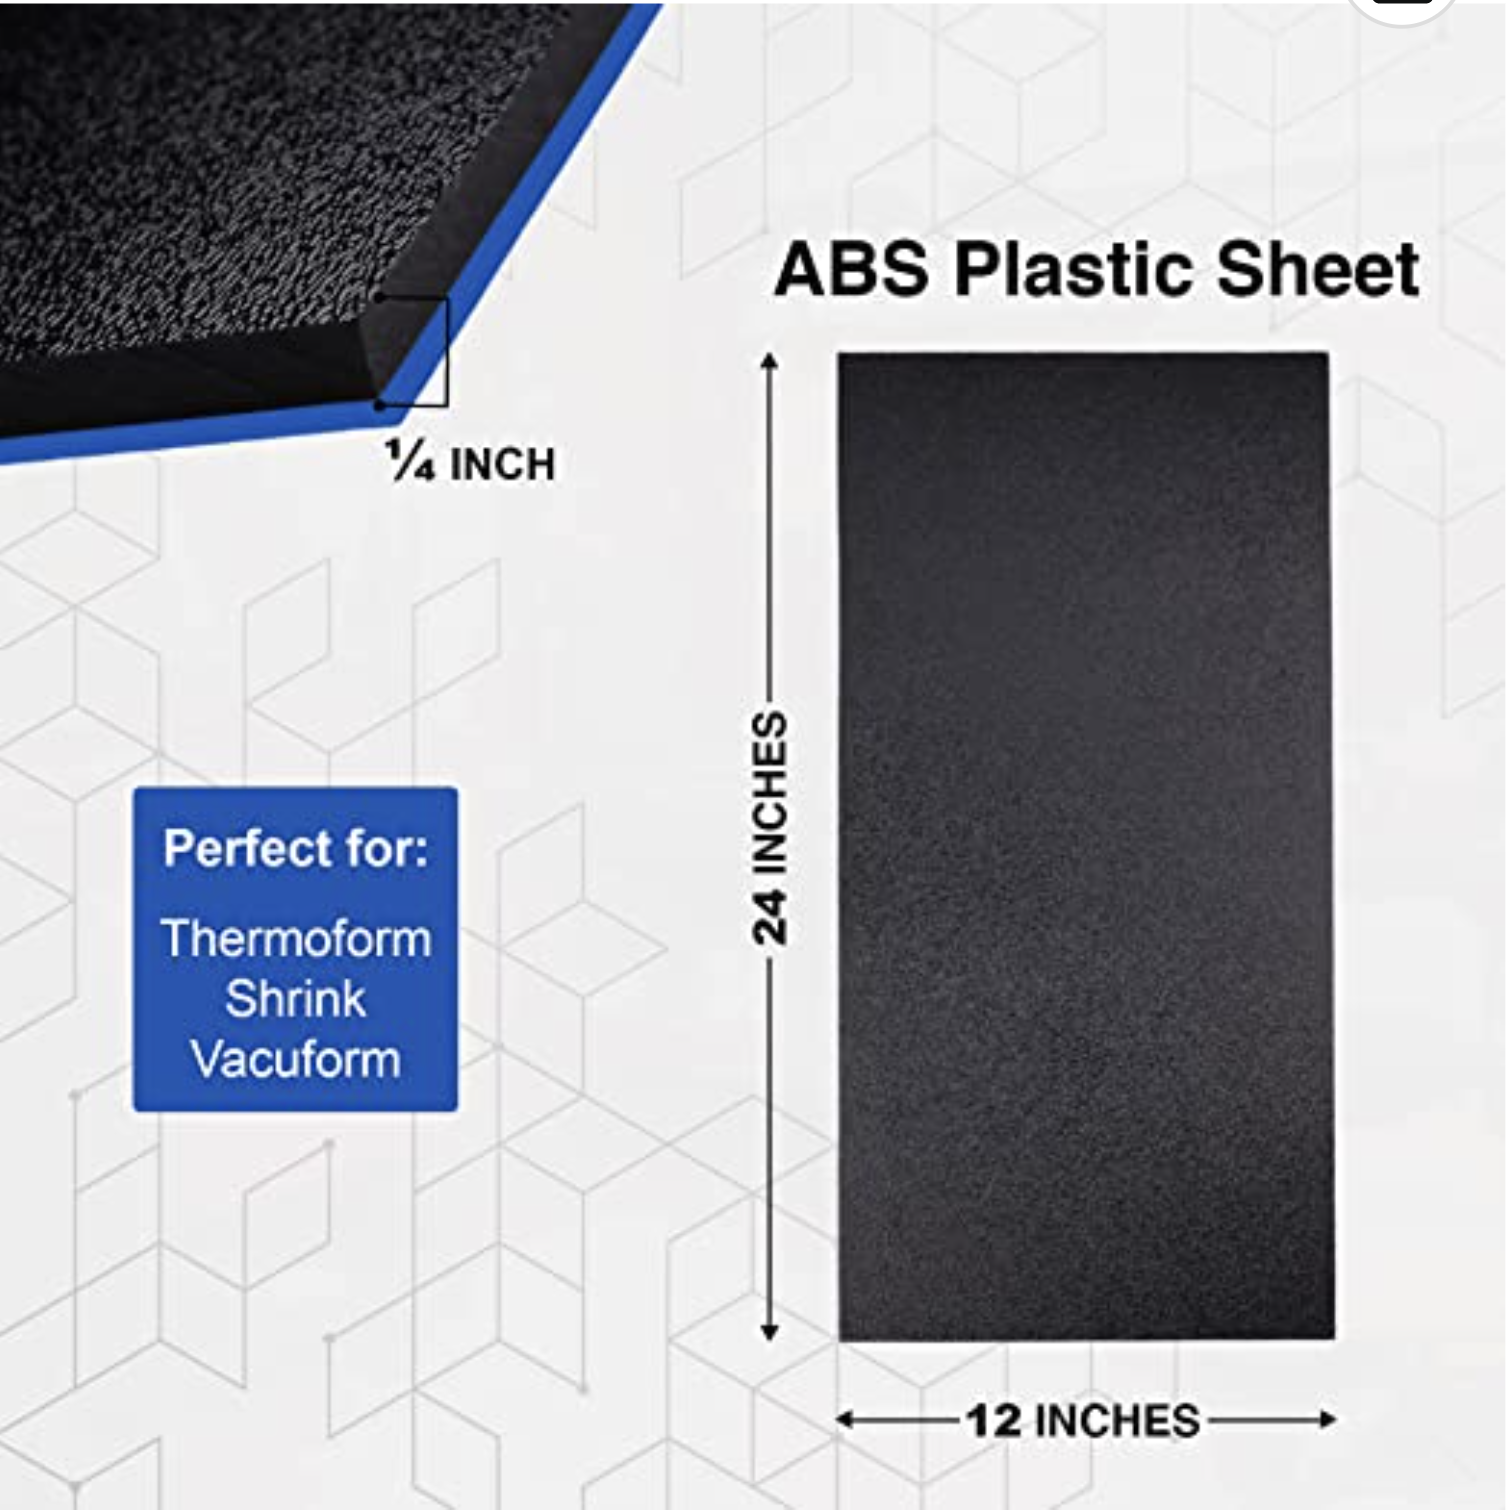 ABS Plastic Sheet
¼ INCH
24 INCHES
Perfect for:
Thermoform
Shrink
Vacuform
12 INCHES